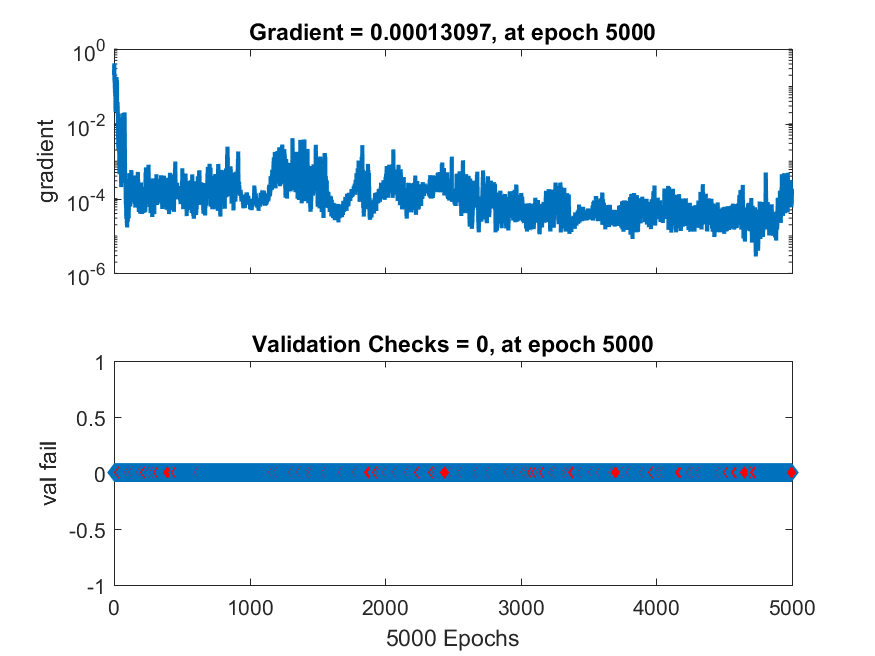 Gradient = 0.00013097, at epoch 5000
10^0
10^-2
10^-4
10^-6
gradient
Validation Checks = 0, at epoch 5000
1
0.5
0
-0.5
-1
val fail
0 1000 2000 3000 4000 5000
5000 Epochs